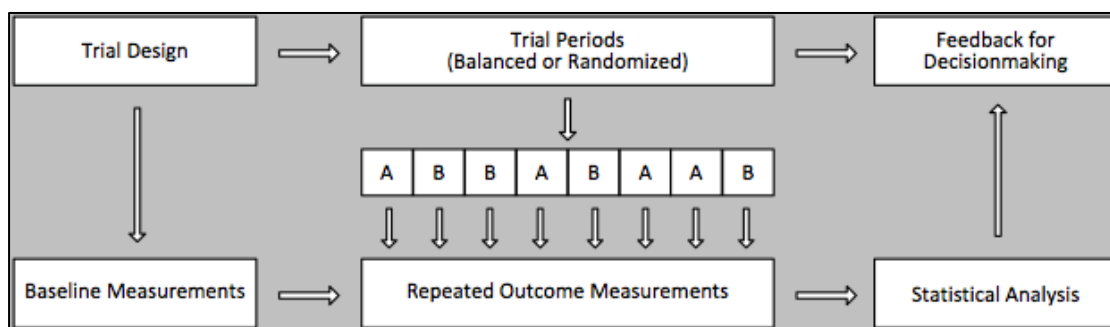 Trial Design
Trial Periods
(Balanced or Randomized)
Feedback for
Decisionmaking
A B B A B A A B
Baseline Measurements
Repeated Outcome Measurements
Statistical Analysis